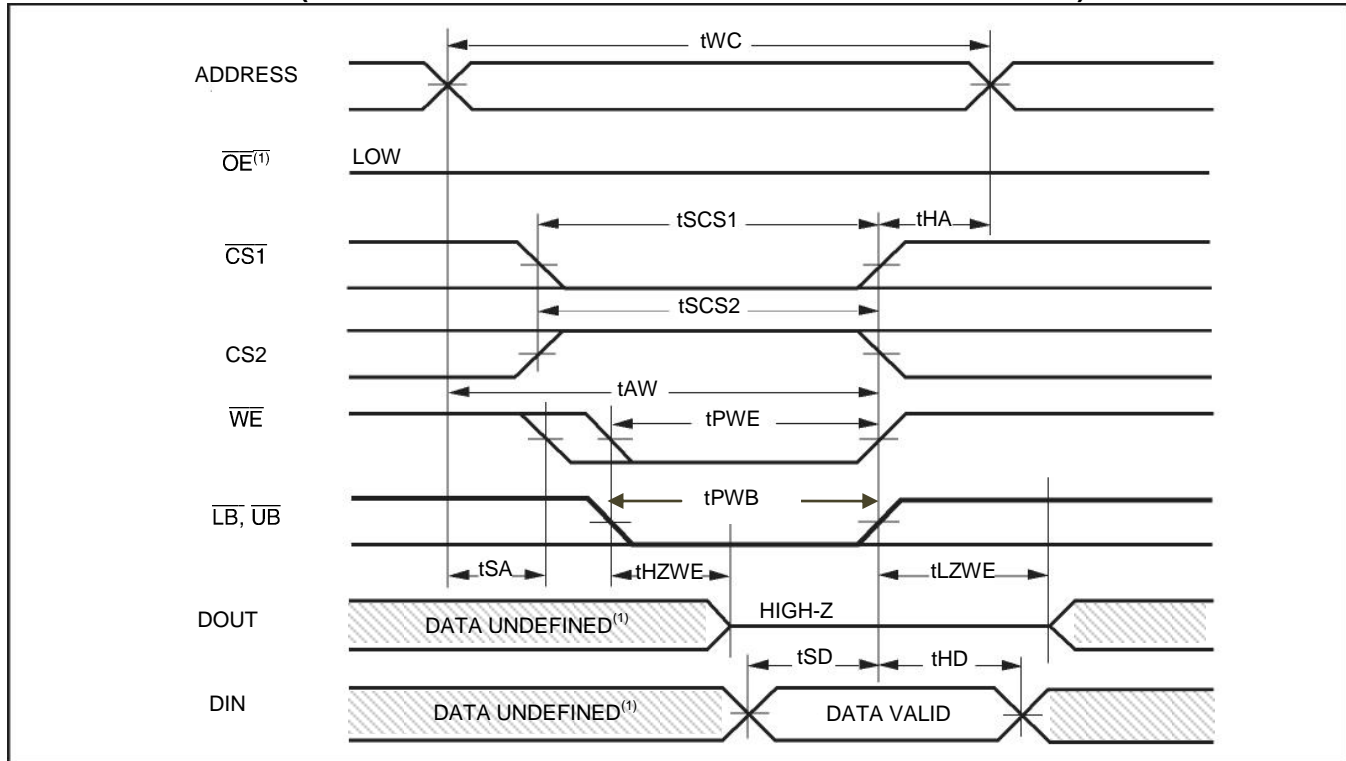 tWC
ADDRESS
OE(1)
LOW
tSCS1
tHA
CS1
tSCS2
CS2
tAW
WE
tPWE
tPWB
LB, UB
tSA
tHZWE
tLZWE
DOUT
DATA UNDEFINED(1)
HIGH-Z
tSD
tHD
DIN
DATA UNDEFINED(1)
DATA VALID